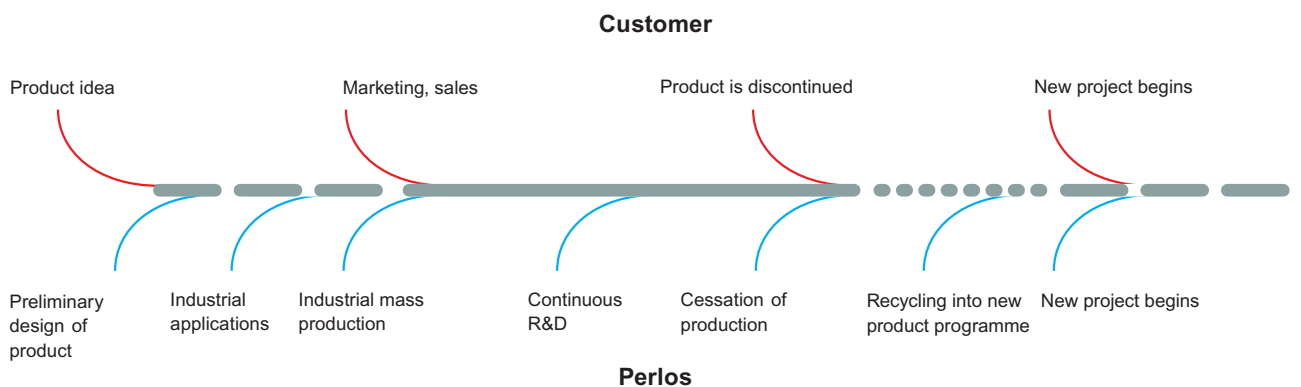 Customer
Product idea
Marketing, sales
Product is discontinued
New project begins
Preliminary
design of
product
Industrial
applications
Industrial mass
production
Continuous
R&D
Cessation of
production
Recycling into new
product programme
New project begins
Perlos